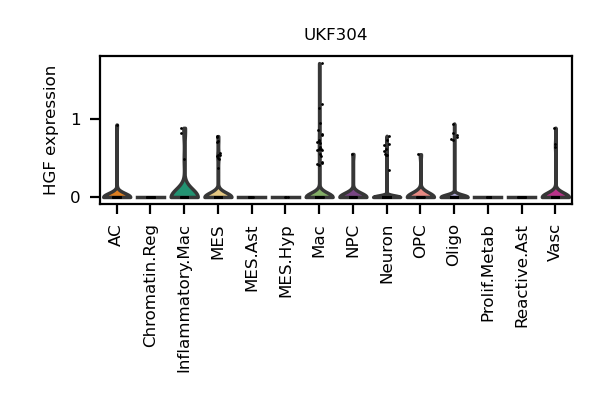 UKF304
HGF expression
1
0
AC
Chromatin.Reg
Inflammatory.Mac
MES
MES.Ast
MES.Hyp
Mac
NPC
Neuron
OPC
Oligo
Prolif.Metab
Reactive.Ast
Vasc